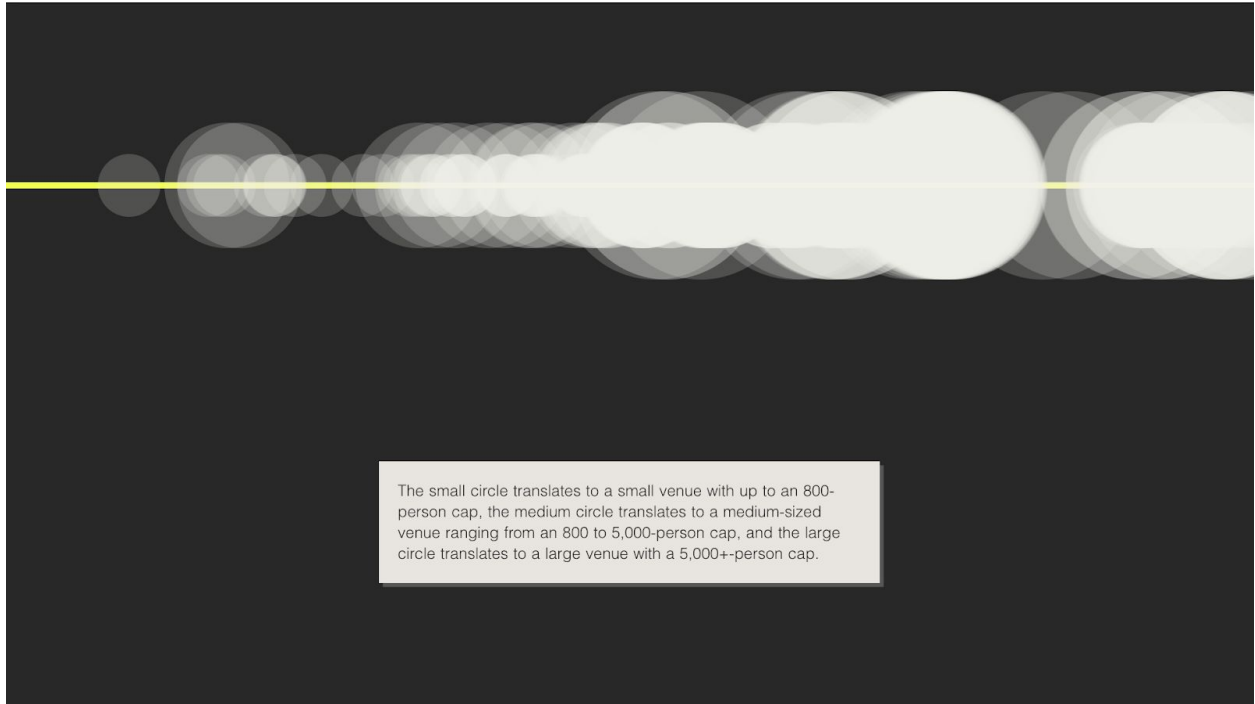 The small circle translates to a small venue with up to an 800-
person cap, the medium circle translates to a medium-sized
venue ranging from an 800 to 5,000-person cap, and the large
circle translates to a large venue with a 5,000+-person cap.